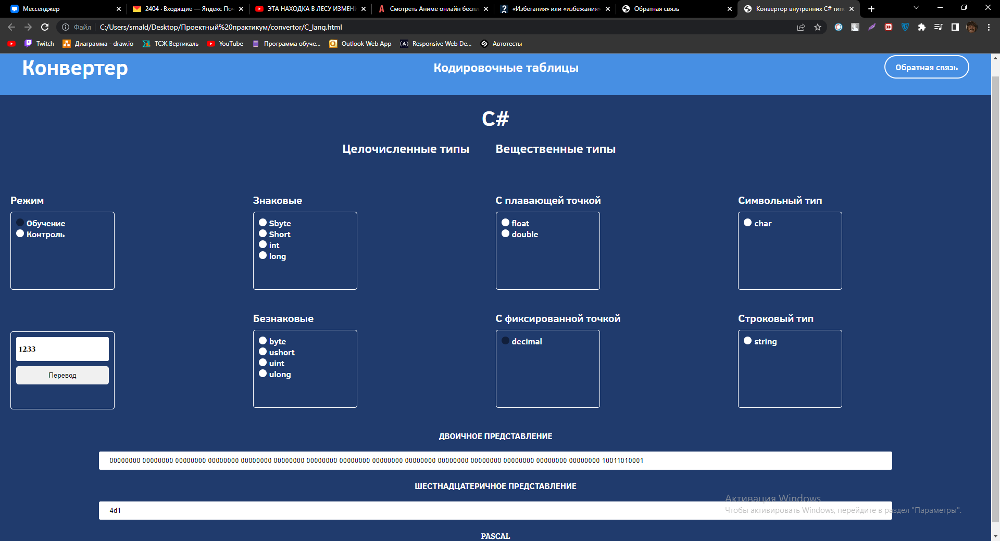 Мессенджер
2404 · Входящие — Яндекс По
ЭТА НАХОДКА В ЛЕСУ ИЗМЕН
Смотреть Аниме онлайн беспл
«Избегания» или «избежания»
Обратная связь
Конвертор внутренних C# тип
Файл
C:/Users/smald/Desktop/Проектный%20практикум/convertor/C_lang.html
Twitch
Диаграмма - draw.io
ТСЖ Вертикаль
YouTube
Программа обуче...
Outlook Web App
Responsive Web De...
Автотесты
Конвертер
Кодировочные таблицы
Обратная связь
C#
Целочисленные типы
Вещественные типы
Режим
Обучение
Контроль
Знаковые
Sbyte
Short
int
long
С плавающей точкой
float
double
Символьный тип
char
1233
Перевод
Безнаковые
byte
ushort
uint
ulong
С фиксированной точкой
decimal
Строковый тип
string
ДВОИЧНОЕ ПРЕДСТАВЛЕНИЕ
00000000 00000000 00000000 00000000 00000000 00000000 00000000 00000000 00000000 00000000 00000000 00000000 00000000 00000000 00000000 10011010001
ШЕСТНАДЦАТЕРИЧНОЕ ПРЕДСТАВЛЕНИЕ
4d1
Активация Windows
Чтобы активировать Windows, перейдите в раздел "Параметры".
PASCAL